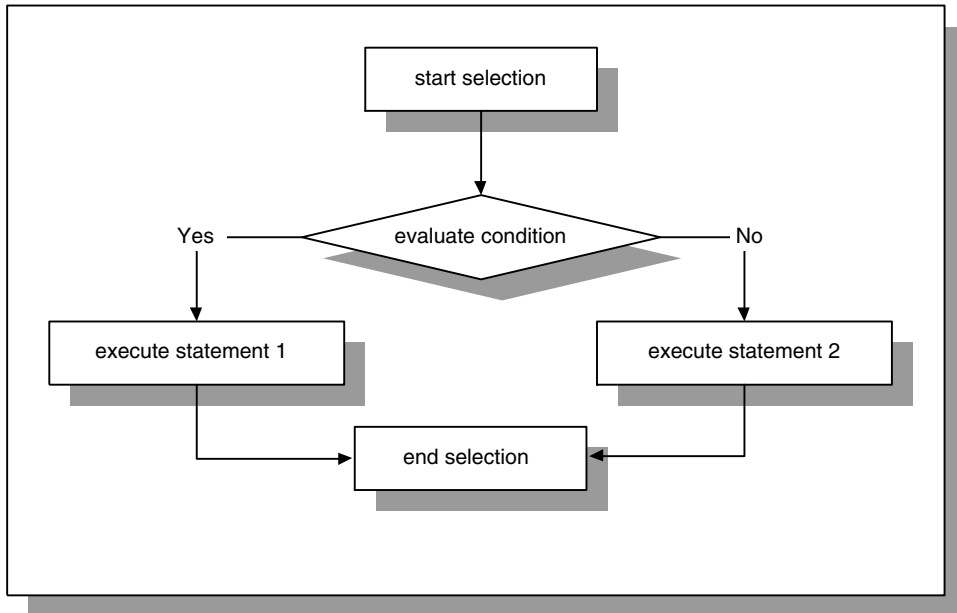 start selection
evaluate condition
Yes
No
execute statement 1
execute statement 2
end selection